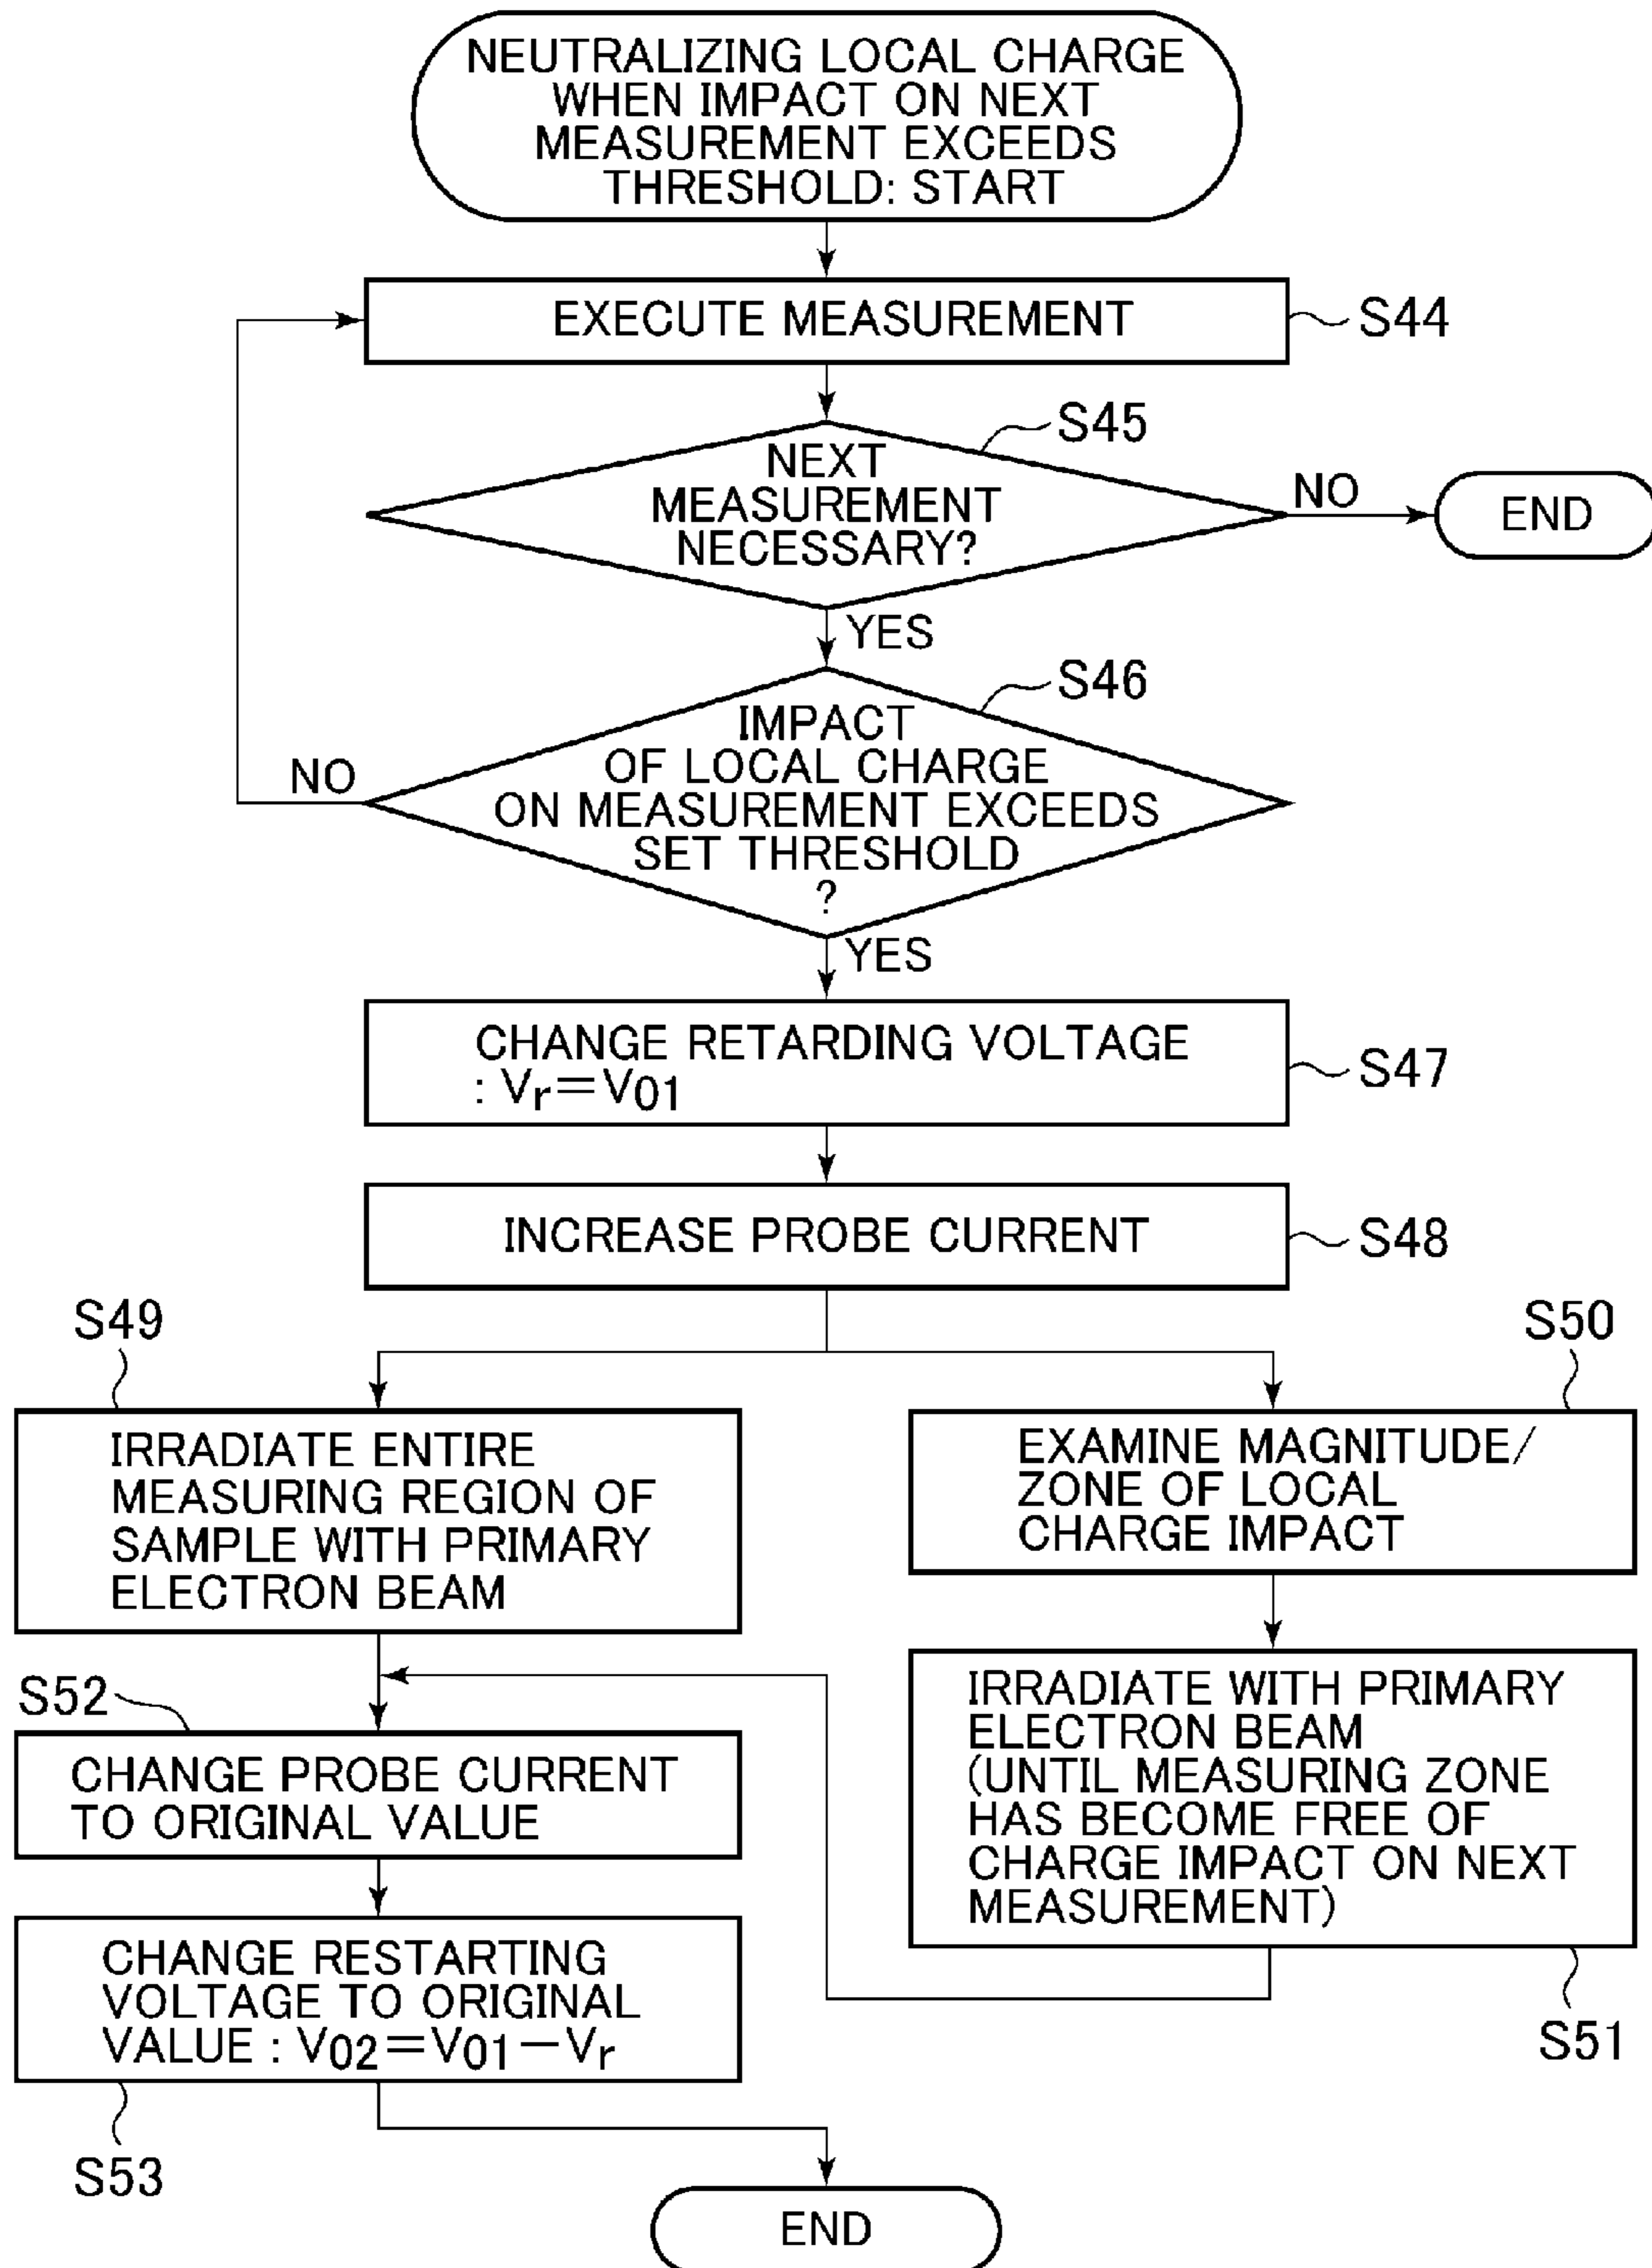 NEUTRALIZING LOCAL CHARGE
WHEN IMPACT ON NEXT
MEASUREMENT EXCEEDS
THRESHOLD: START
EXECUTE MEASUREMENT
S44
S45
NEXT
MEASUREMENT
NECESSARY?
NO
END
YES
S46
IMPACT
OF LOCAL CHARGE
ON MEASUREMENT EXCEEDS
SET THRESHOLD
?
NO
YES
CHANGE RETARDING VOLTAGE
: Vr=V01
S47
INCREASE PROBE CURRENT
S48
S49
IRRADIATE ENTIRE
MEASURING REGION OF
SAMPLE WITH PRIMARY
ELECTRON BEAM
S50
EXAMINE MAGNITUDE/
ZONE OF LOCAL
CHARGE IMPACT
IRRADIATE WITH PRIMARY
ELECTRON BEAM
(UNTIL MEASURING ZONE
HAS BECOME FREE OF
CHARGE IMPACT ON NEXT
MEASUREMENT)
S51
S52
CHANGE PROBE CURRENT
TO ORIGINAL VALUE
CHANGE RESTARTING
VOLTAGE TO ORIGINAL
VALUE : V02=V01−Vr
S53
END